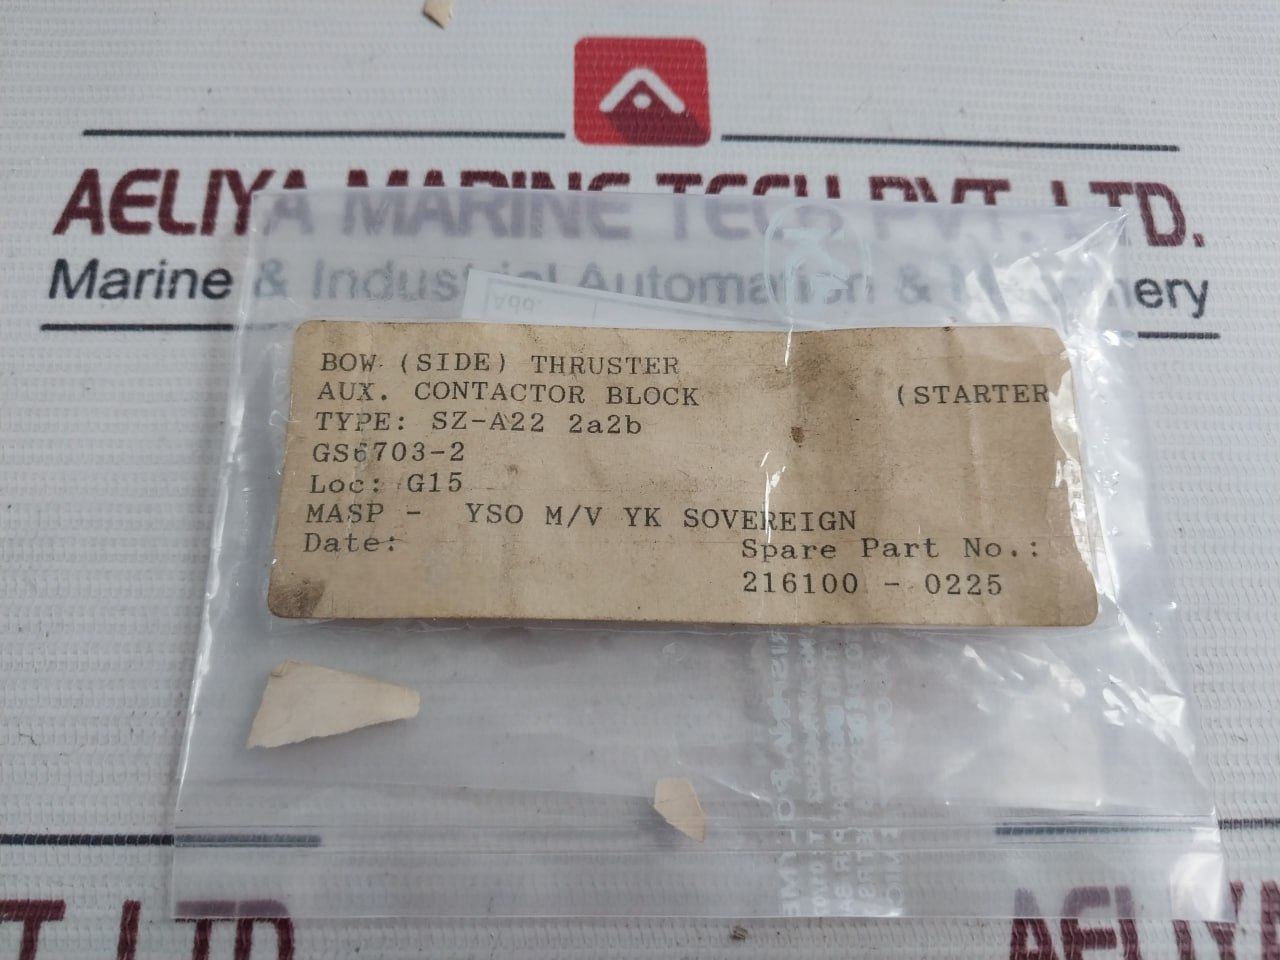 AELIYA MARINE TECH PVT. LTD.
Marine & Industrial Automation & Machinery
BOW (SIDE) THRUSTER
AUX. CONTACTOR BLOCK (STARTER
TYPE: SZ-A22 2a2b
GS6703-2
Loc: G15
MASP - YSO M/V YK SOVEREIGN
Date:
Spare Part No.:
216100 - 0225
T. LTD
AELIYA